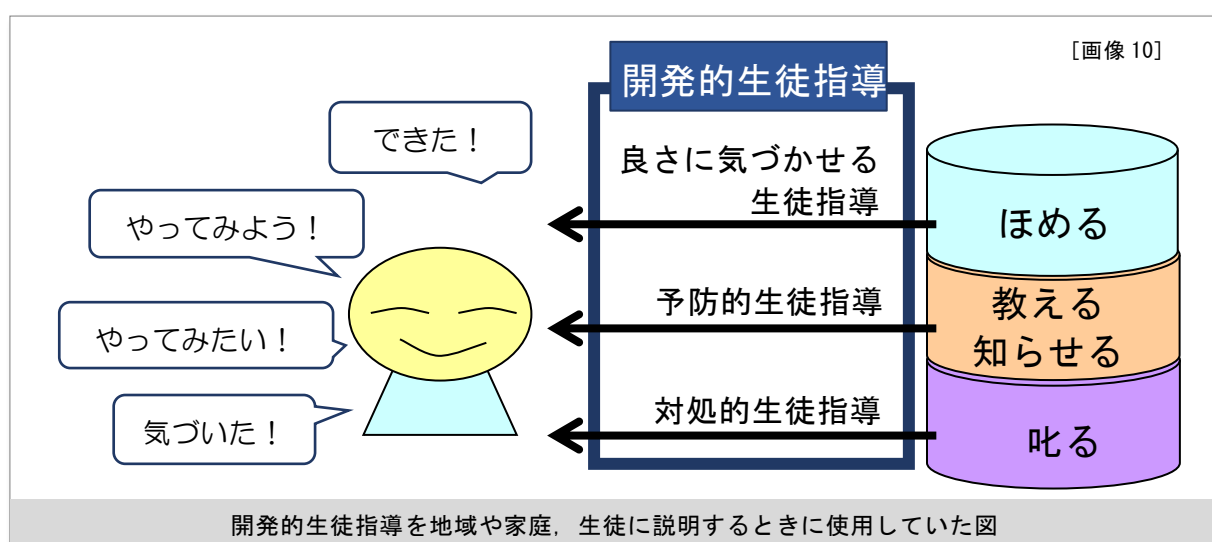 [画像 10]
開発的生徒指導
できた！
良さに気づかせる
生徒指導
ほめる
やってみよう！
予防的生徒指導
教える
知らせる
やってみたい！
対処的生徒指導
叱る
気づいた！
開発的生徒指導を地域や家庭，生徒に説明するときに使用していた図